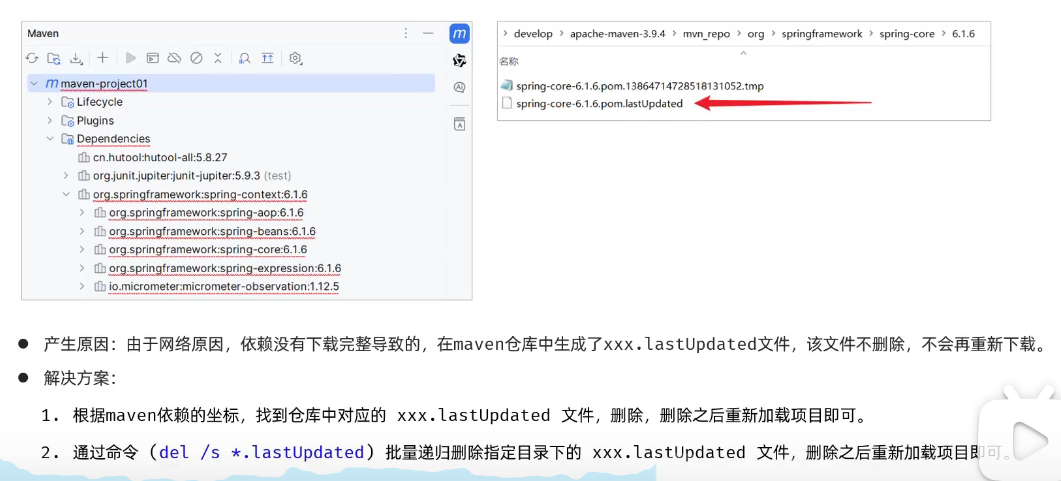 Maven
maven-project01
Lifecycle
Plugins
Dependencies
cn.hutool:hutool-all:5.8.27
org.junit.jupiter:junit-jupiter:5.9.3 (test)
org.springframework:spring-context:6.1.6
org.springframework:spring-aop:6.1.6
org.springframework:spring-beans:6.1.6
org.springframework:spring-core:6.1.6
org.springframework:spring-expression:6.1.6
io.micrometer:micrometer-observation:1.12.5
> develop > apache-maven-3.9.4 > mvn_repo > org > springframework > spring-core > 6.1.6
名称
spring-core-6.1.6.pom.13864714728518131052.tmp
spring-core-6.1.6.pom.lastUpdated
● 产生原因：由于网络原因，依赖没有下载完整导致的，在maven仓库中生成了xxx.lastUpdated文件，该文件不删除，不会再重新下载。
● 解决方案：
1. 根据maven依赖的坐标，找到仓库中对应的 xxx.lastUpdated 文件，删除，删除之后重新加载项目即可。
2. 通过命令（del /s *.lastUpdated）批量递归删除指定目录下的 xxx.lastUpdated 文件，删除之后重新加载项目即可。